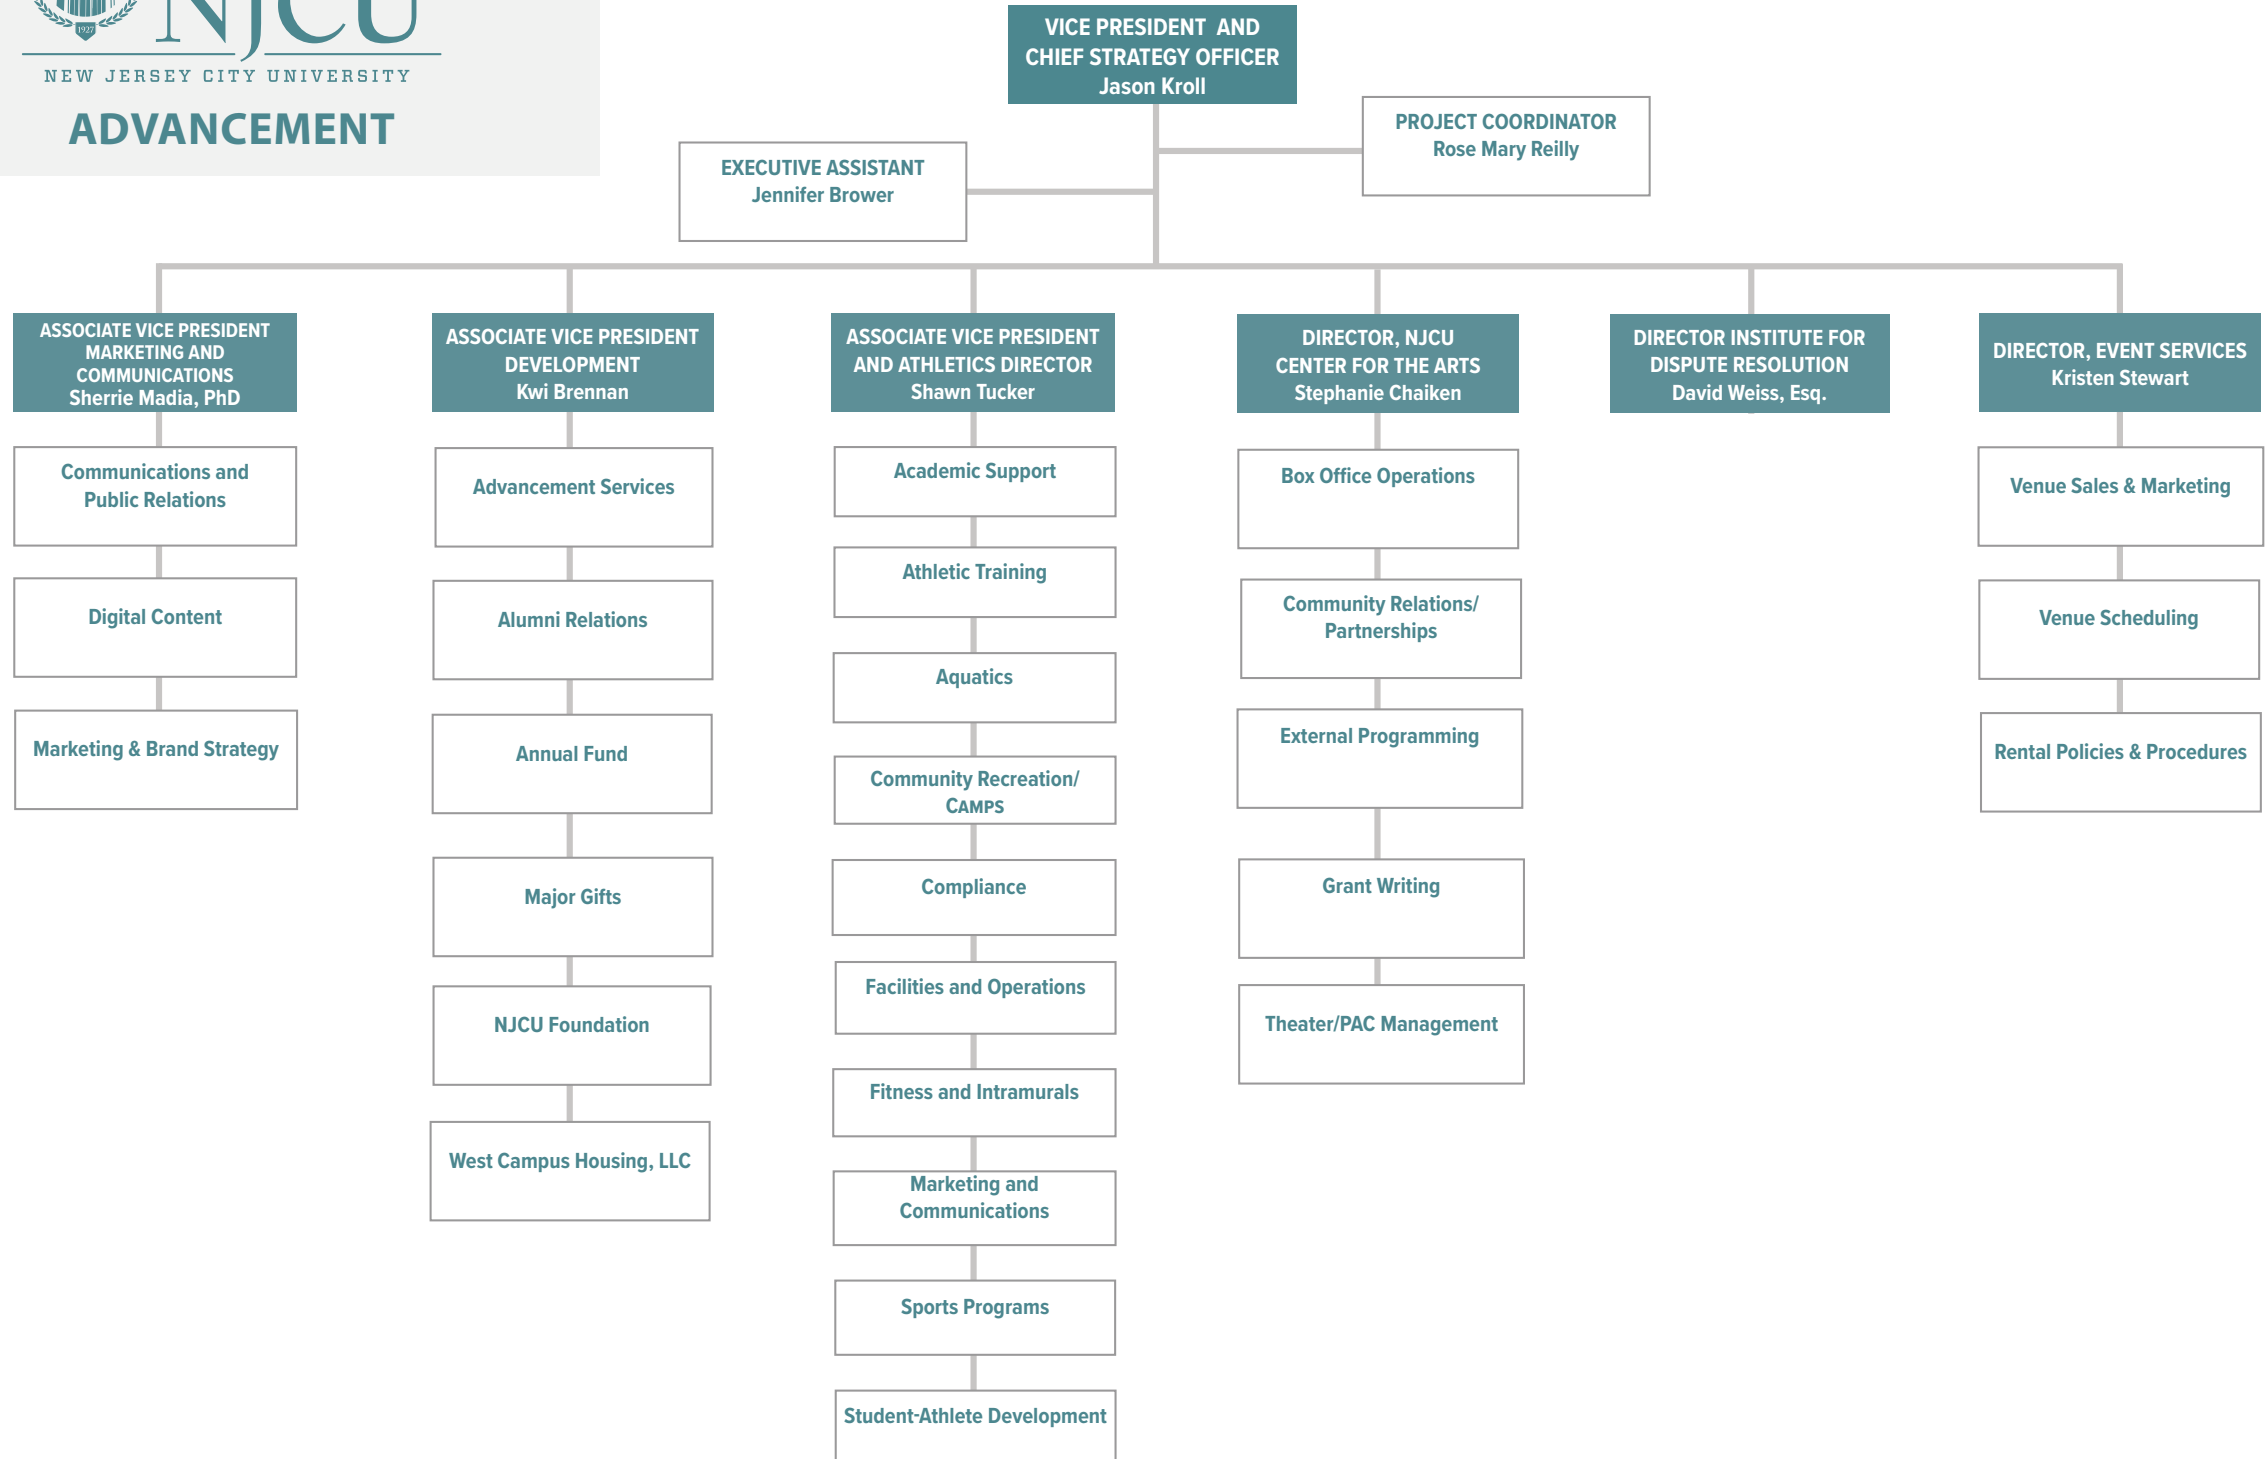 1927
NJCU
NEW JERSEY CITY UNIVERSITY
ADVANCEMENT
VICE PRESIDENT AND
CHIEF STRATEGY OFFICER
Jason Kroll
PROJECT COORDINATOR
Rose Mary Reilly
EXECUTIVE ASSISTANT
Jennifer Brower
ASSOCIATE VICE PRESIDENT
MARKETING AND
COMMUNICATIONS
Sherrie Madia, PhD
Communications and
Public Relations
Digital Content
Marketing & Brand Strategy
ASSOCIATE VICE PRESIDENT
DEVELOPMENT
Kwi Brennan
Advancement Services
Alumni Relations
Annual Fund
Major Gifts
NJCU Foundation
West Campus Housing, LLC
ASSOCIATE VICE PRESIDENT
AND ATHLETICS DIRECTOR
Shawn Tucker
Academic Support
Athletic Training
Aquatics
Community Recreation/
CAMPS
Compliance
Facilities and Operations
Fitness and Intramurals
Marketing and
Communications
Sports Programs
Student-Athlete Development
DIRECTOR, NJCU
CENTER FOR THE ARTS
Stephanie Chaiken
Box Office Operations
Community Relations/
Partnerships
External Programming
Grant Writing
Theater/PAC Management
DIRECTOR INSTITUTE FOR
DISPUTE RESOLUTION
David Weiss, Esq.
DIRECTOR, EVENT SERVICES
Kristen Stewart
Venue Sales & Marketing
Venue Scheduling
Rental Policies & Procedures